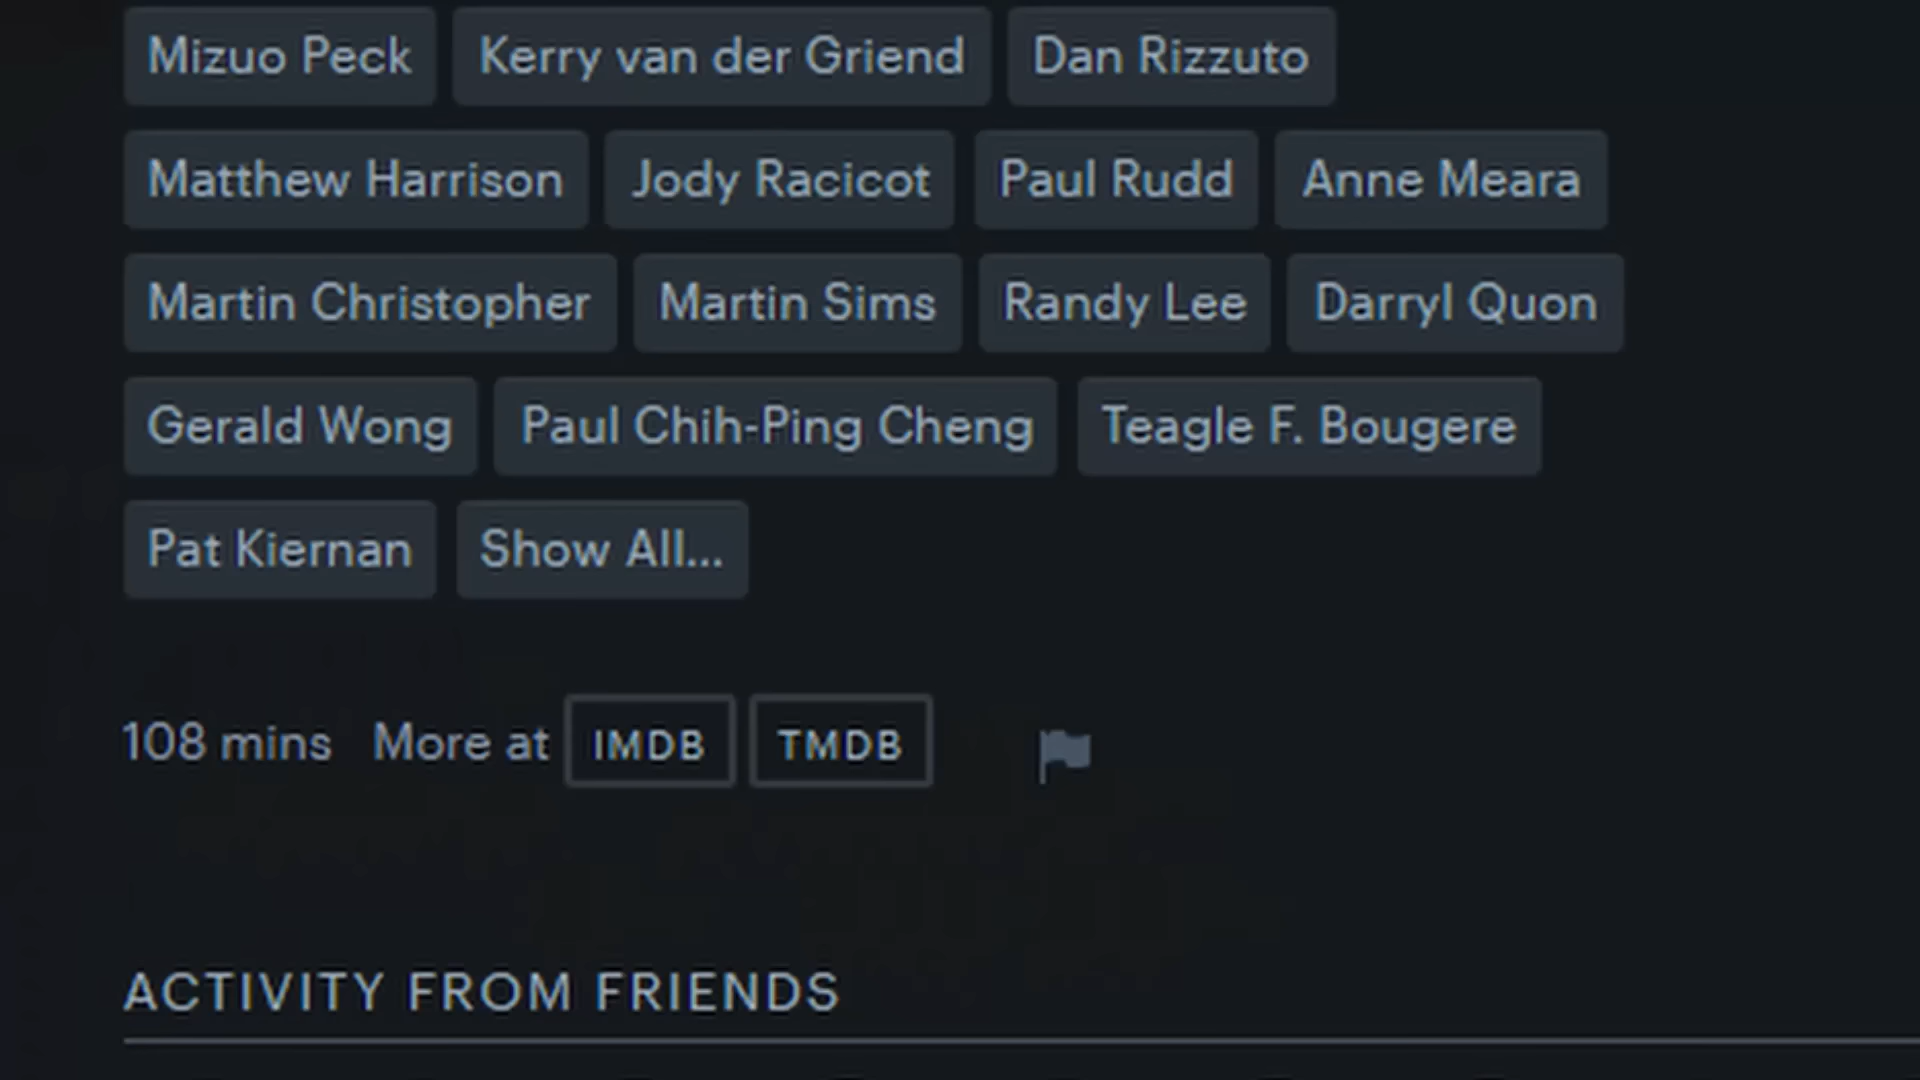 Mizuo Peck Kerry van der Griend Dan Rizzuto
Matthew Harrison Jody Racicot Paul Rudd Anne Meara
Martin Christopher Martin Sims Randy Lee Darryl Quon
Gerald Wong Paul Chih-Ping Cheng Teagle F. Bougere
Pat Kiernan Show All...
108 mins More at IMDB TMDB
ACTIVITY FROM FRIENDS